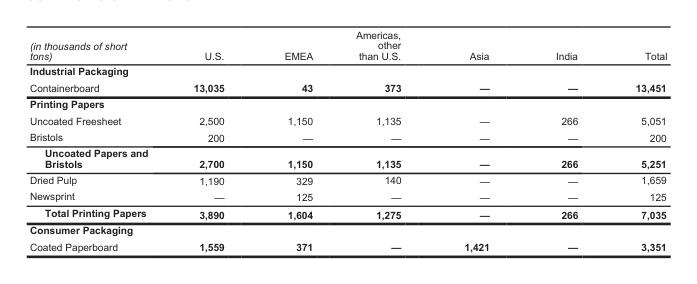 (in thousands of short tons) U.S. EMEA Americas, other than U.S. Asia India Total
Industrial Packaging
Containerboard 13,035 43 373 — — 13,451
Printing Papers
Uncoated Freesheet 2,500 1,150 1,135 — 266 5,051
Bristols 200 — — — — 200
Uncoated Papers and Bristols 2,700 1,150 1,135 — 266 5,251
Dried Pulp 1,190 329 140 — — 1,659
Newsprint — 125 — — — 125
Total Printing Papers 3,890 1,604 1,275 — 266 7,035
Consumer Packaging
Coated Paperboard 1,559 371 — 1,421 — 3,351